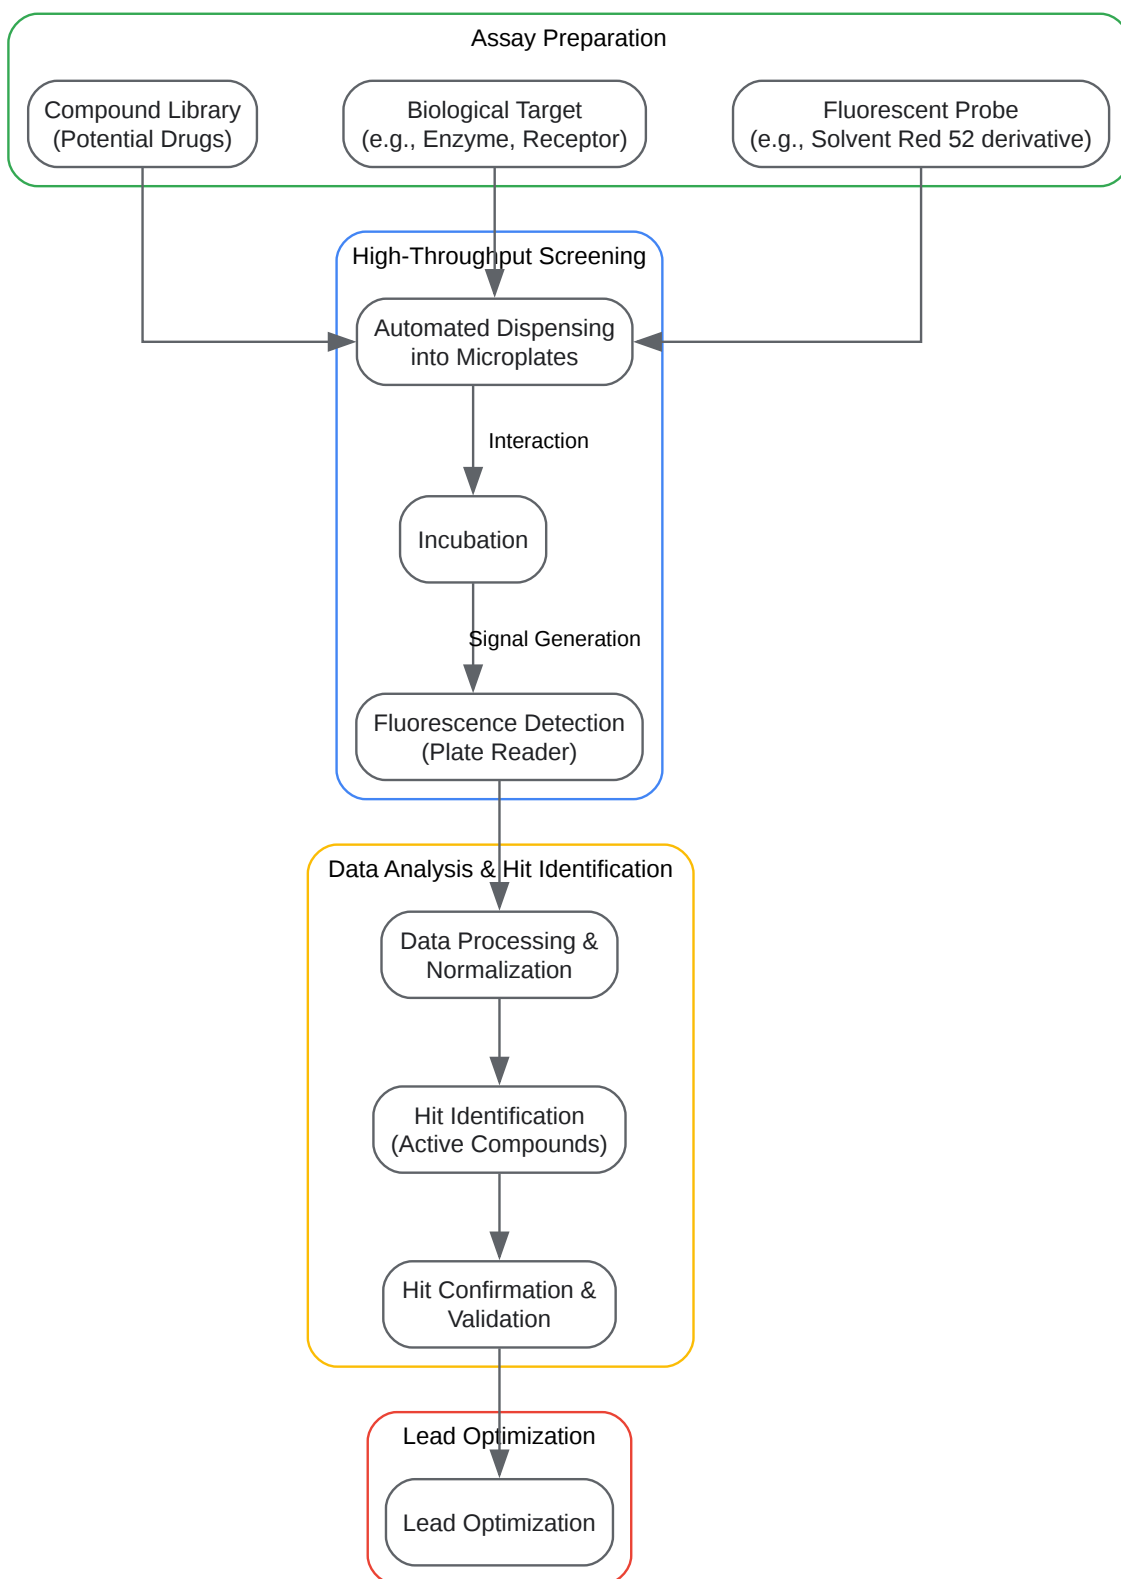 Assay Preparation
Compound Library
(Potential Drugs)
Biological Target
(e.g., Enzyme, Receptor)
Fluorescent Probe
(e.g., Solvent Red 52 derivative)
High-Throughput Screening
Automated Dispensing
into Microplates
Interaction
Incubation
Signal Generation
Fluorescence Detection
(Plate Reader)
Data Analysis & Hit Identification
Data Processing &
Normalization
Hit Identification
(Active Compounds)
Hit Confirmation &
Validation
Lead Optimization
Lead Optimization